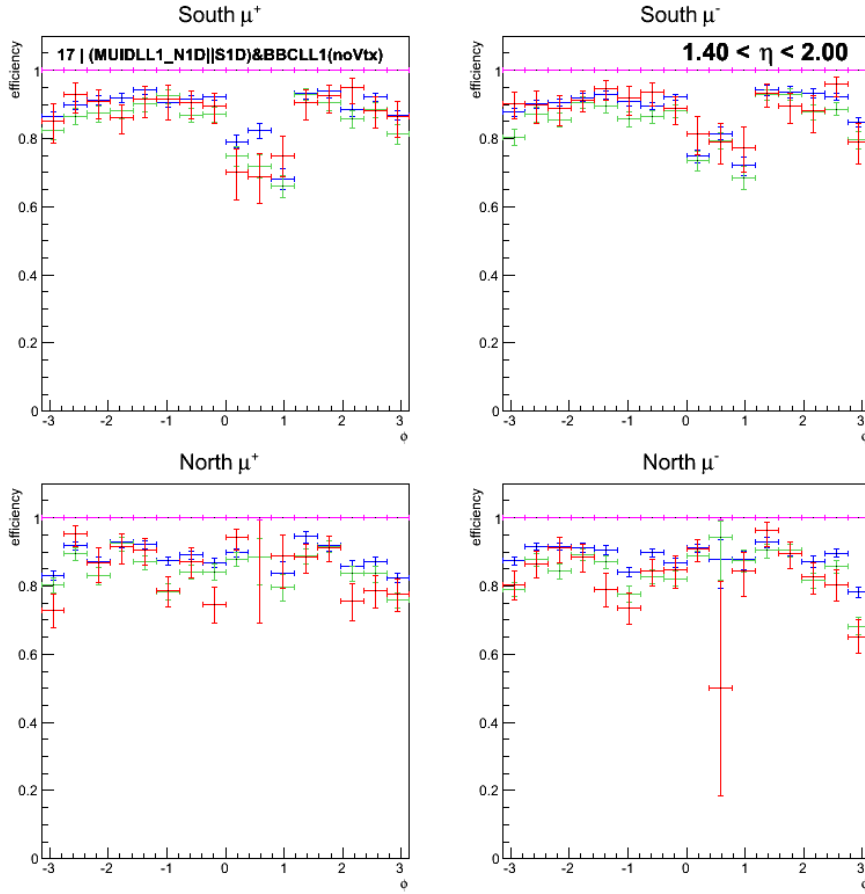 South μ+
South μ-
17 | (MUIDLL1_N1D||S1D)&BBCLL1(noVtx)
1.40 < η < 2.00
efficiency
efficiency
1
0.8
0.6
0.4
0.2
0
1
0.8
0.6
0.4
0.2
0
-3 -2 -1 0 1 2 3
-3 -2 -1 0 1 2 3
φ
φ
North μ+
North μ-
efficiency
efficiency
1
0.8
0.6
0.4
0.2
0
1
0.8
0.6
0.4
0.2
0
-3 -2 -1 0 1 2 3
-3 -2 -1 0 1 2 3
φ
φ